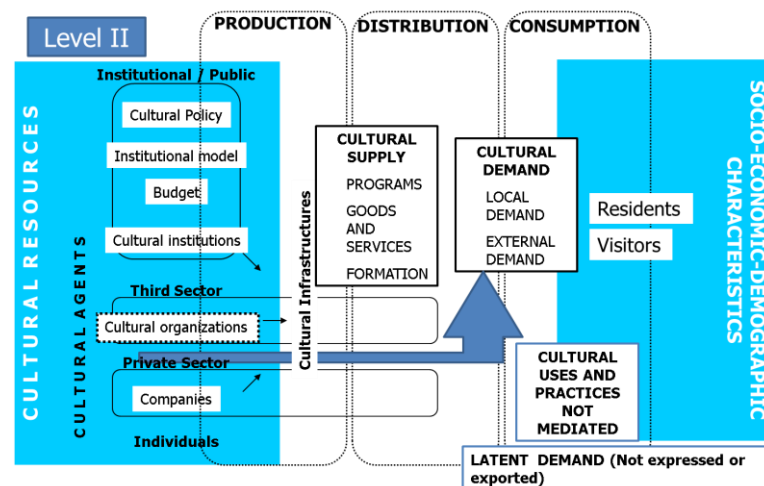 Level II
PRODUCTION
DISTRIBUTION
CONSUMPTION
CULTURAL RESOURCES
CULTURAL AGENTS
Institutional / Public
Cultural Policy
Institutional model
Budget
Cultural institutions
Third Sector
Cultural organizations
Private Sector
Companies
Individuals
Cultural Infrastructures
CULTURAL
SUPPLY
PROGRAMS
GOODS
AND
SERVICES
FORMATION
CULTURAL
DEMAND
LOCAL
DEMAND
EXTERNAL
DEMAND
Residents
Visitors
SOCIO-ECONOMIC-DEMOGRAPHIC
CHARACTERISTICS
CULTURAL
USES AND
PRACTICES
NOT
MEDIATED
LATENT DEMAND (Not expressed or
exported)